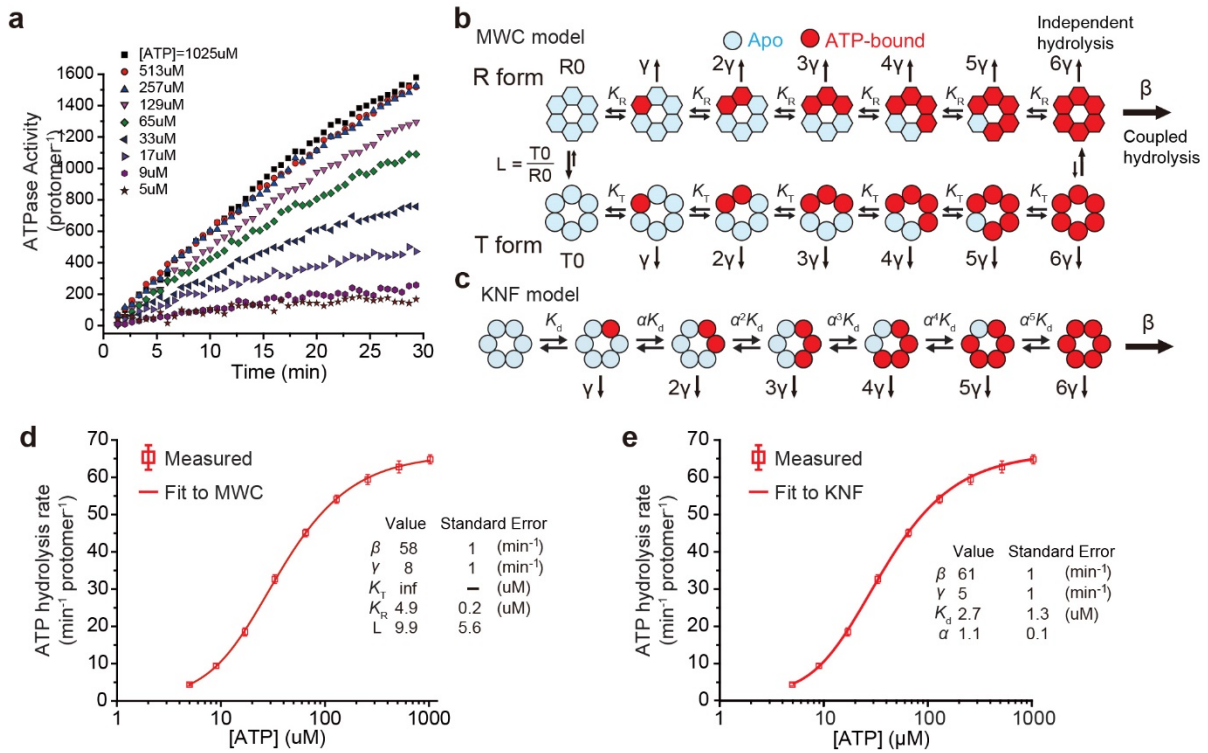 a
[ATP]=1025uM
513uM
257uM
129uM
65uM
33uM
17uM
9uM
5uM
1600
1400
1200
1000
800
600
400
200
0
0 5 10 15 20 25 30
ATPase Activity
(protomer⁻¹)
Time (min)
b
MWC model
Apo
ATP-bound
Independent
hydrolysis
R form
R0
γ 2γ 3γ 4γ 5γ 6γ
K_R K_R K_R K_R K_R K_R
β
Coupled
hydrolysis
L = T0/R0
K_T K_T K_T K_T K_T K_T
T form
T0
γ 2γ 3γ 4γ 5γ 6γ
c
KNF model
K_d αK_d α²K_d α³K_d α⁴K_d α⁵K_d
β
γ 2γ 3γ 4γ 5γ 6γ
d
70
60
50
40
30
20
10
0
1 10 100 1000
ATP hydrolysis rate
(min⁻¹ protomer⁻¹)
[ATP] (uM)
Measured
Fit to MWC
Value Standard Error
β 58 1 (min⁻¹)
γ 8 1 (min⁻¹)
K_T inf – (uM)
K_R 4.9 0.2 (uM)
L 9.9 5.6
e
70
60
50
40
30
20
10
0
1 10 100 1000
ATP hydrolysis rate
(min⁻¹ protomer⁻¹)
[ATP] (μM)
Measured
Fit to KNF
Value Standard Error
β 61 1 (min⁻¹)
γ 5 1 (min⁻¹)
K_d 2.7 1.3 (uM)
α 1.1 0.1